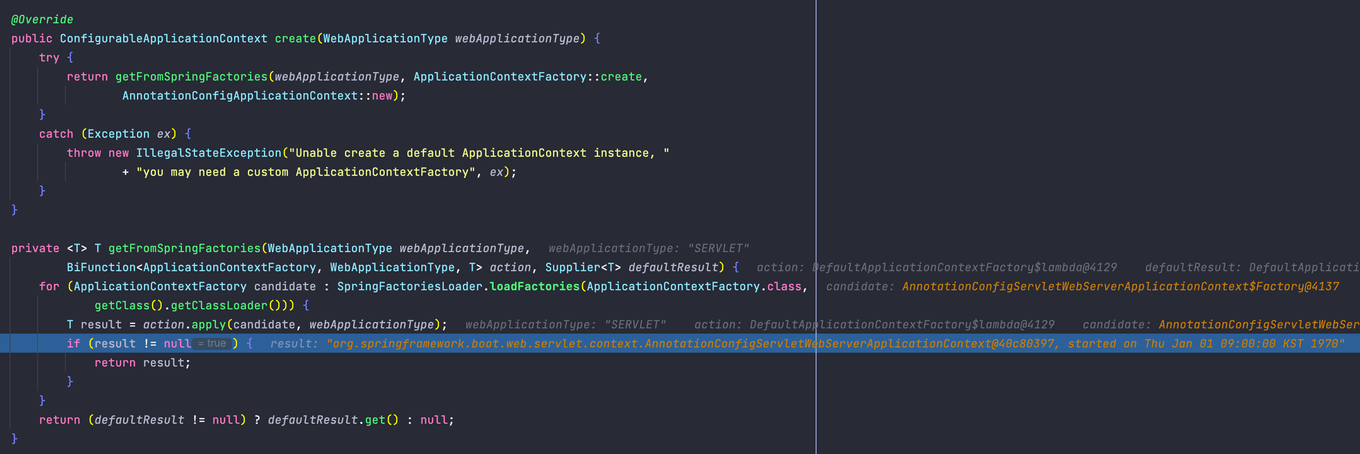 @Override
public ConfigurableApplicationContext create(WebApplicationType webApplicationType) {
try {
return getFromSpringFactories(webApplicationType, ApplicationContextFactory::create,
AnnotationConfigApplicationContext::new);
}
catch (Exception ex) {
throw new IllegalStateException("Unable create a default ApplicationContext instance, "
+ "you may need a custom ApplicationContextFactory", ex);
}
}
private <T> T getFromSpringFactories(WebApplicationType webApplicationType,   webApplicationType: "SERVLET"
BiFunction<ApplicationContextFactory, WebApplicationType, T> action, Supplier<T> defaultResult) {   action: DefaultApplicationContextFactory$lambda@4129   defaultResult: DefaultApplicati
for (ApplicationContextFactory candidate : SpringFactoriesLoader.loadFactories(ApplicationContextFactory.class,   candidate: AnnotationConfigServletWebServerApplicationContext$Factory@4137
getClass().getClassLoader())) {
T result = action.apply(candidate, webApplicationType);   webApplicationType: "SERVLET"   action: DefaultApplicationContextFactory$lambda@4129   candidate: AnnotationConfigServletWebSer
if (result != null = true ) {   result: "org.springframework.boot.web.servlet.context.AnnotationConfigServletWebServerApplicationContext@40c80397, started on Thu Jan 01 09:00:00 KST 1970"
return result;
}
}
return (defaultResult != null) ? defaultResult.get() : null;
}